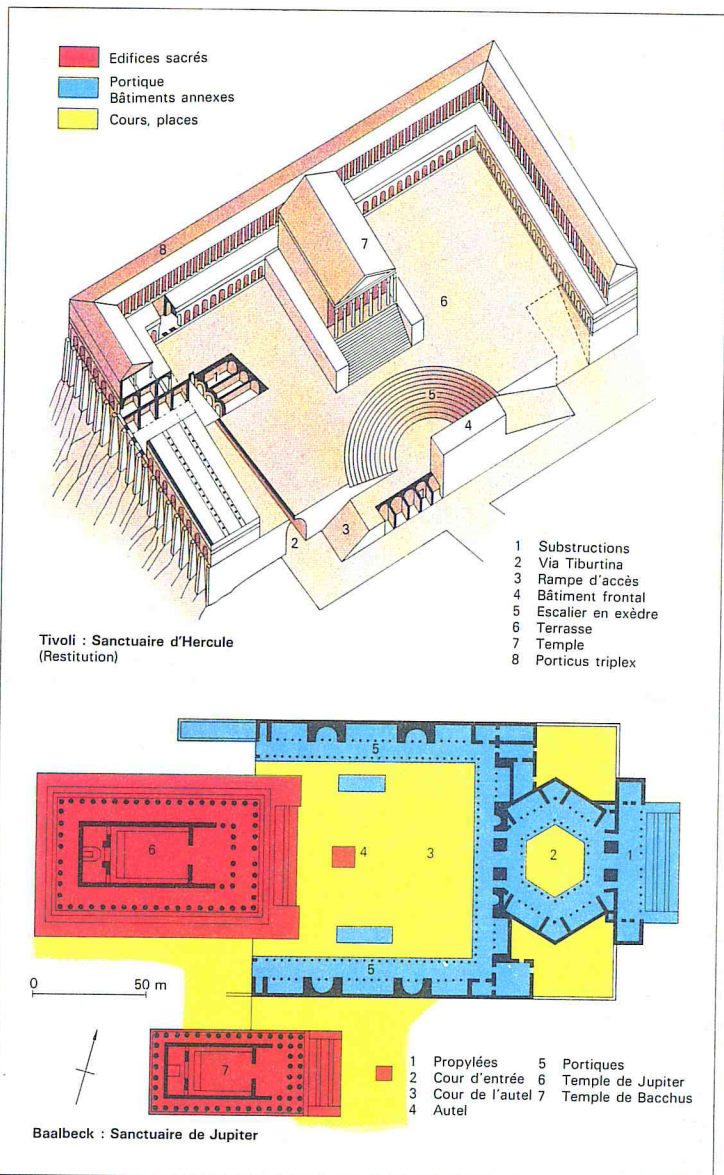 Edifices sacrés
Portique
Bâtiments annexes
Cours, places
8
7
6
1
5
4
2
3
1 Substructions
2 Via Tiburtina
3 Rampe d'accès
4 Bâtiment frontal
5 Escalier en exèdre
6 Terrasse
7 Temple
8 Porticus triplex
Tivoli : Sanctuaire d'Hercule
(Restitution)
5
6
4
3
2
1
5
0 50 m
7
1 Propylées
2 Cour d'entrée
3 Cour de l'autel
4 Autel
5 Portiques
6 Temple de Jupiter
7 Temple de Bacchus
Baalbeck : Sanctuaire de Jupiter